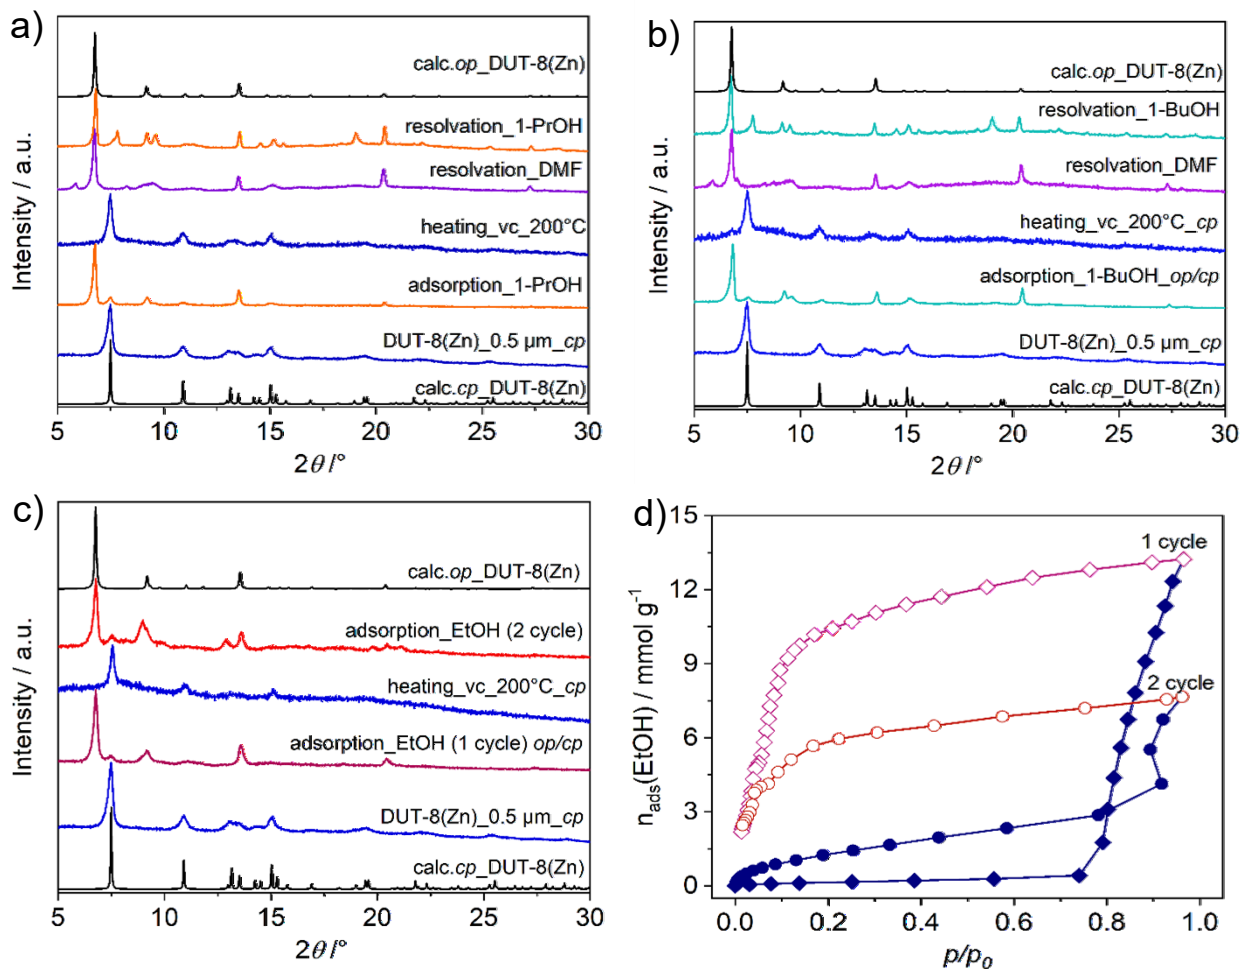 a)
Intensity / a.u.
calc.op_DUT-8(Zn)
resolvation_1-PrOH
resolvation_DMF
heating_vc_200°C
adsorption_1-PrOH
DUT-8(Zn)_0.5 µm_cp
calc.cp_DUT-8(Zn)
5 10 15 20 25 30
2θ /°
b)
Intensity / a.u.
calc.op_DUT-8(Zn)
resolvation_1-BuOH
resolvation_DMF
heating_vc_200°C_cp
adsorption_1-BuOH_op/cp
DUT-8(Zn)_0.5 µm_cp
calc.cp_DUT-8(Zn)
5 10 15 20 25 30
2θ /°
c)
Intensity / a.u.
calc.op_DUT-8(Zn)
adsorption_EtOH (2 cycle)
heating_vc_200°C_cp
adsorption_EtOH (1 cycle) op/cp
DUT-8(Zn)_0.5 µm_cp
calc.cp_DUT-8(Zn)
5 10 15 20 25 30
2θ /°
d)
n_ads(EtOH) / mmol g⁻¹
15
12
9
6
3
0
1 cycle
2 cycle
0.0 0.2 0.4 0.6 0.8 1.0
p/p₀